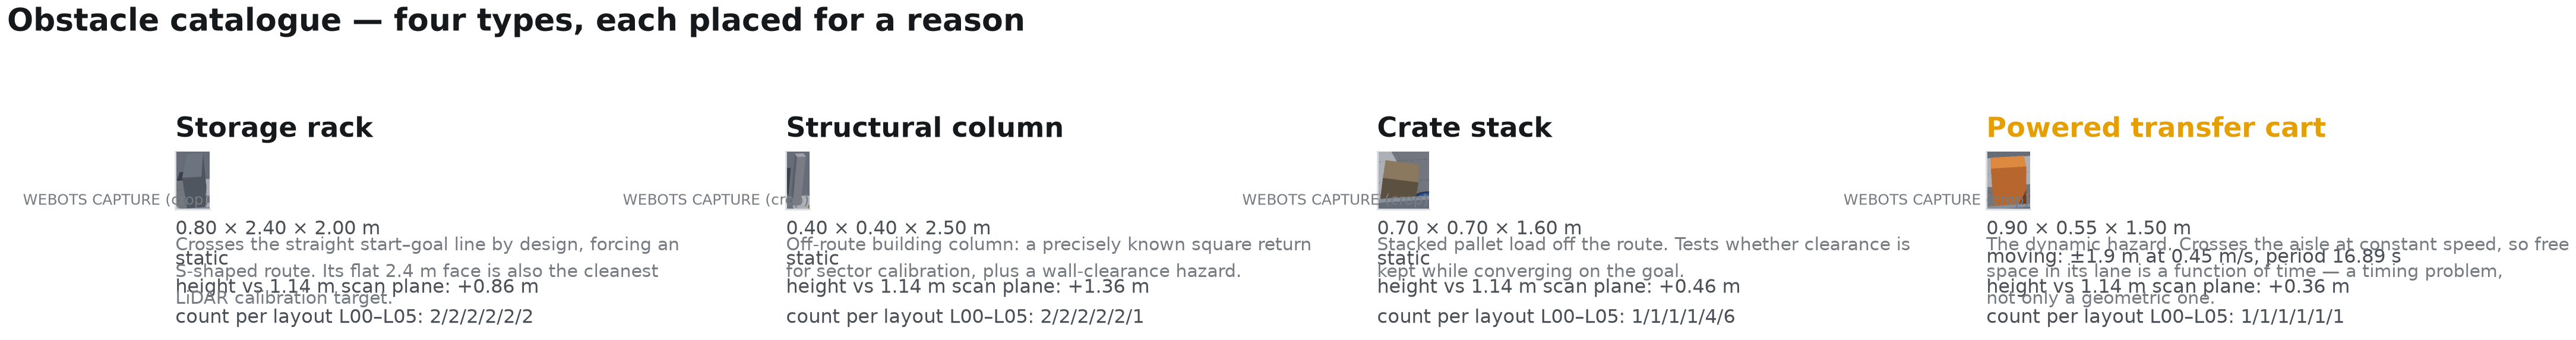 Obstacle catalogue — four types, each placed for a reason
Storage rack
WEBOTS CAPTURE (crop)
0.80 × 2.40 × 2.00 m
Crosses the straight start–goal line by design, forcing an
static
S-shaped route. Its flat 2.4 m face is also the cleanest
height vs 1.14 m scan plane: +0.86 m
LiDAR calibration target.
count per layout L00–L05: 2/2/2/2/2/2
Structural column
WEBOTS CAPTURE (crop)
0.40 × 0.40 × 2.50 m
Off-route building column: a precisely known square return
static
for sector calibration, plus a wall-clearance hazard.
height vs 1.14 m scan plane: +1.36 m
count per layout L00–L05: 2/2/2/2/2/1
Crate stack
WEBOTS CAPTURE (crop)
0.70 × 0.70 × 1.60 m
Stacked pallet load off the route. Tests whether clearance is
static
kept while converging on the goal.
height vs 1.14 m scan plane: +0.46 m
count per layout L00–L05: 1/1/1/1/4/6
Powered transfer cart
WEBOTS CAPTURE (crop)
0.90 × 0.55 × 1.50 m
The dynamic hazard. Crosses the aisle at constant speed, so free
moving: ±1.9 m at 0.45 m/s, period 16.89 s
space in its lane is a function of time — a timing problem,
height vs 1.14 m scan plane: +0.36 m
not only a geometric one.
count per layout L00–L05: 1/1/1/1/1/1